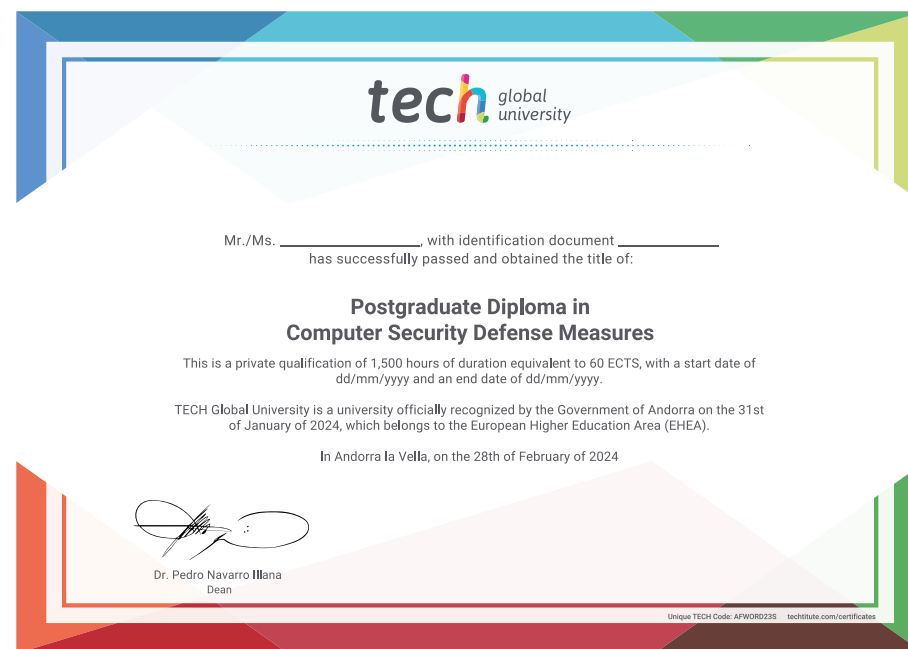 tech global
university
Mr./Ms. ____________________, with identification document ______________
has successfully passed and obtained the title of:
Postgraduate Diploma in
Computer Security Defense Measures
This is a private qualification of 1,500 hours of duration equivalent to 60 ECTS, with a start date of
dd/mm/yyyy and an end date of dd/mm/yyyy.
TECH Global University is a university officially recognized by the Government of Andorra on the 31st
of January of 2024, which belongs to the European Higher Education Area (EHEA).
In Andorra la Vella, on the 28th of February of 2024
Dr. Pedro Navarro Illana
Dean
Unique TECH Code: AFWORD23S techtitute.com/certificates